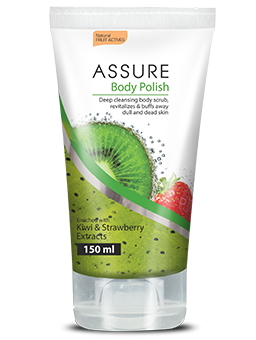 Natural
FRUIT ACTIVES
ASSURE
Body Polish
Deep cleansing body scrub,
revitalizes & buffs away
dull and dead skin
Enriched with
Kiwi & Strawberry
Extracts
150 ml